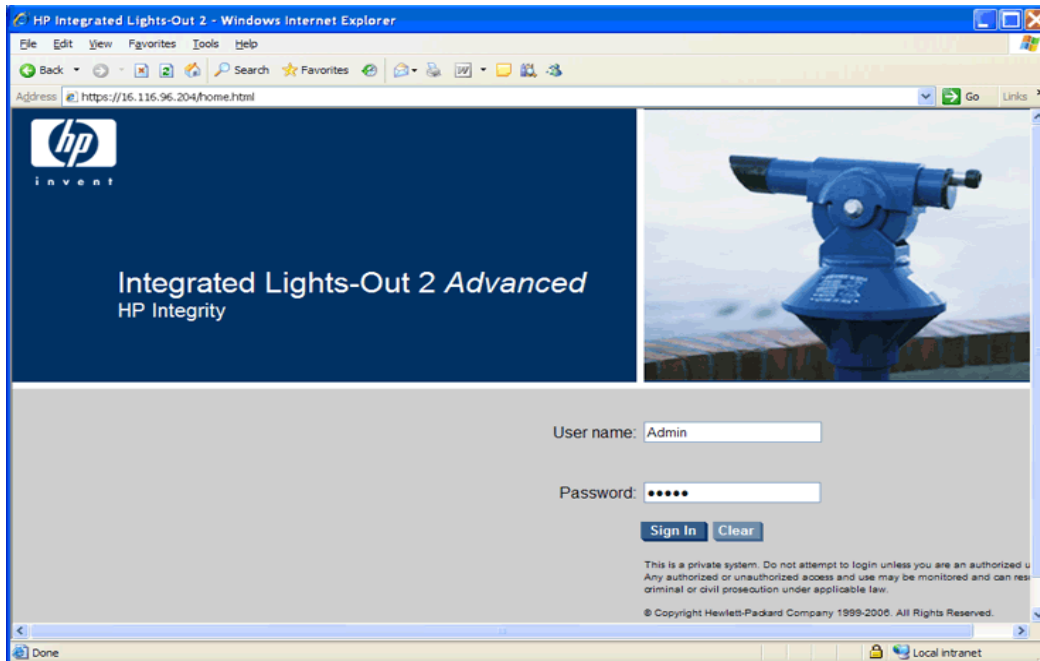 HP Integrated Lights-Out 2 - Windows Internet Explorer
File Edit View Favorites Tools Help
Back Search Favorites
Address https://16.116.96.204/home.html Go Links
hp
invent
Integrated Lights-Out 2 Advanced
HP Integrity
User name: Admin
Password: •••••
Sign In Clear
This is a private system. Do not attempt to login unless you are an authorized u
Any authorized or unauthorized access and use may be monitored and can res
criminal or civil prosecution under applicable law.
© Copyright Hewlett-Packard Company 1999-2006. All Rights Reserved.
Done Local intranet